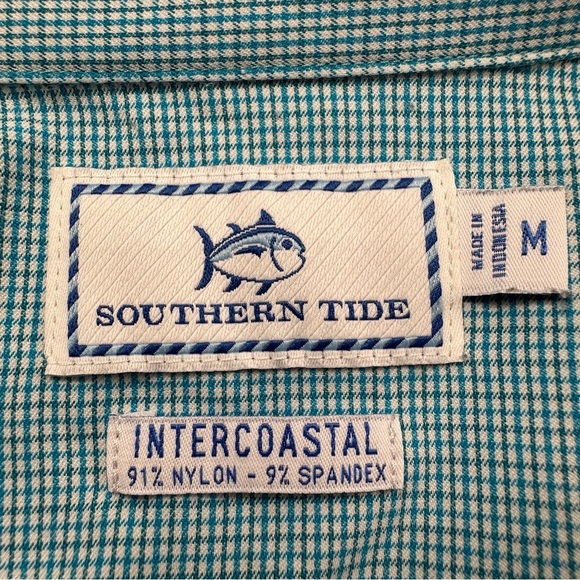 SOUTHERN TIDE
MADE IN
INDONESIA
M
INTERCOASTAL
91% NYLON - 9% SPANDEX